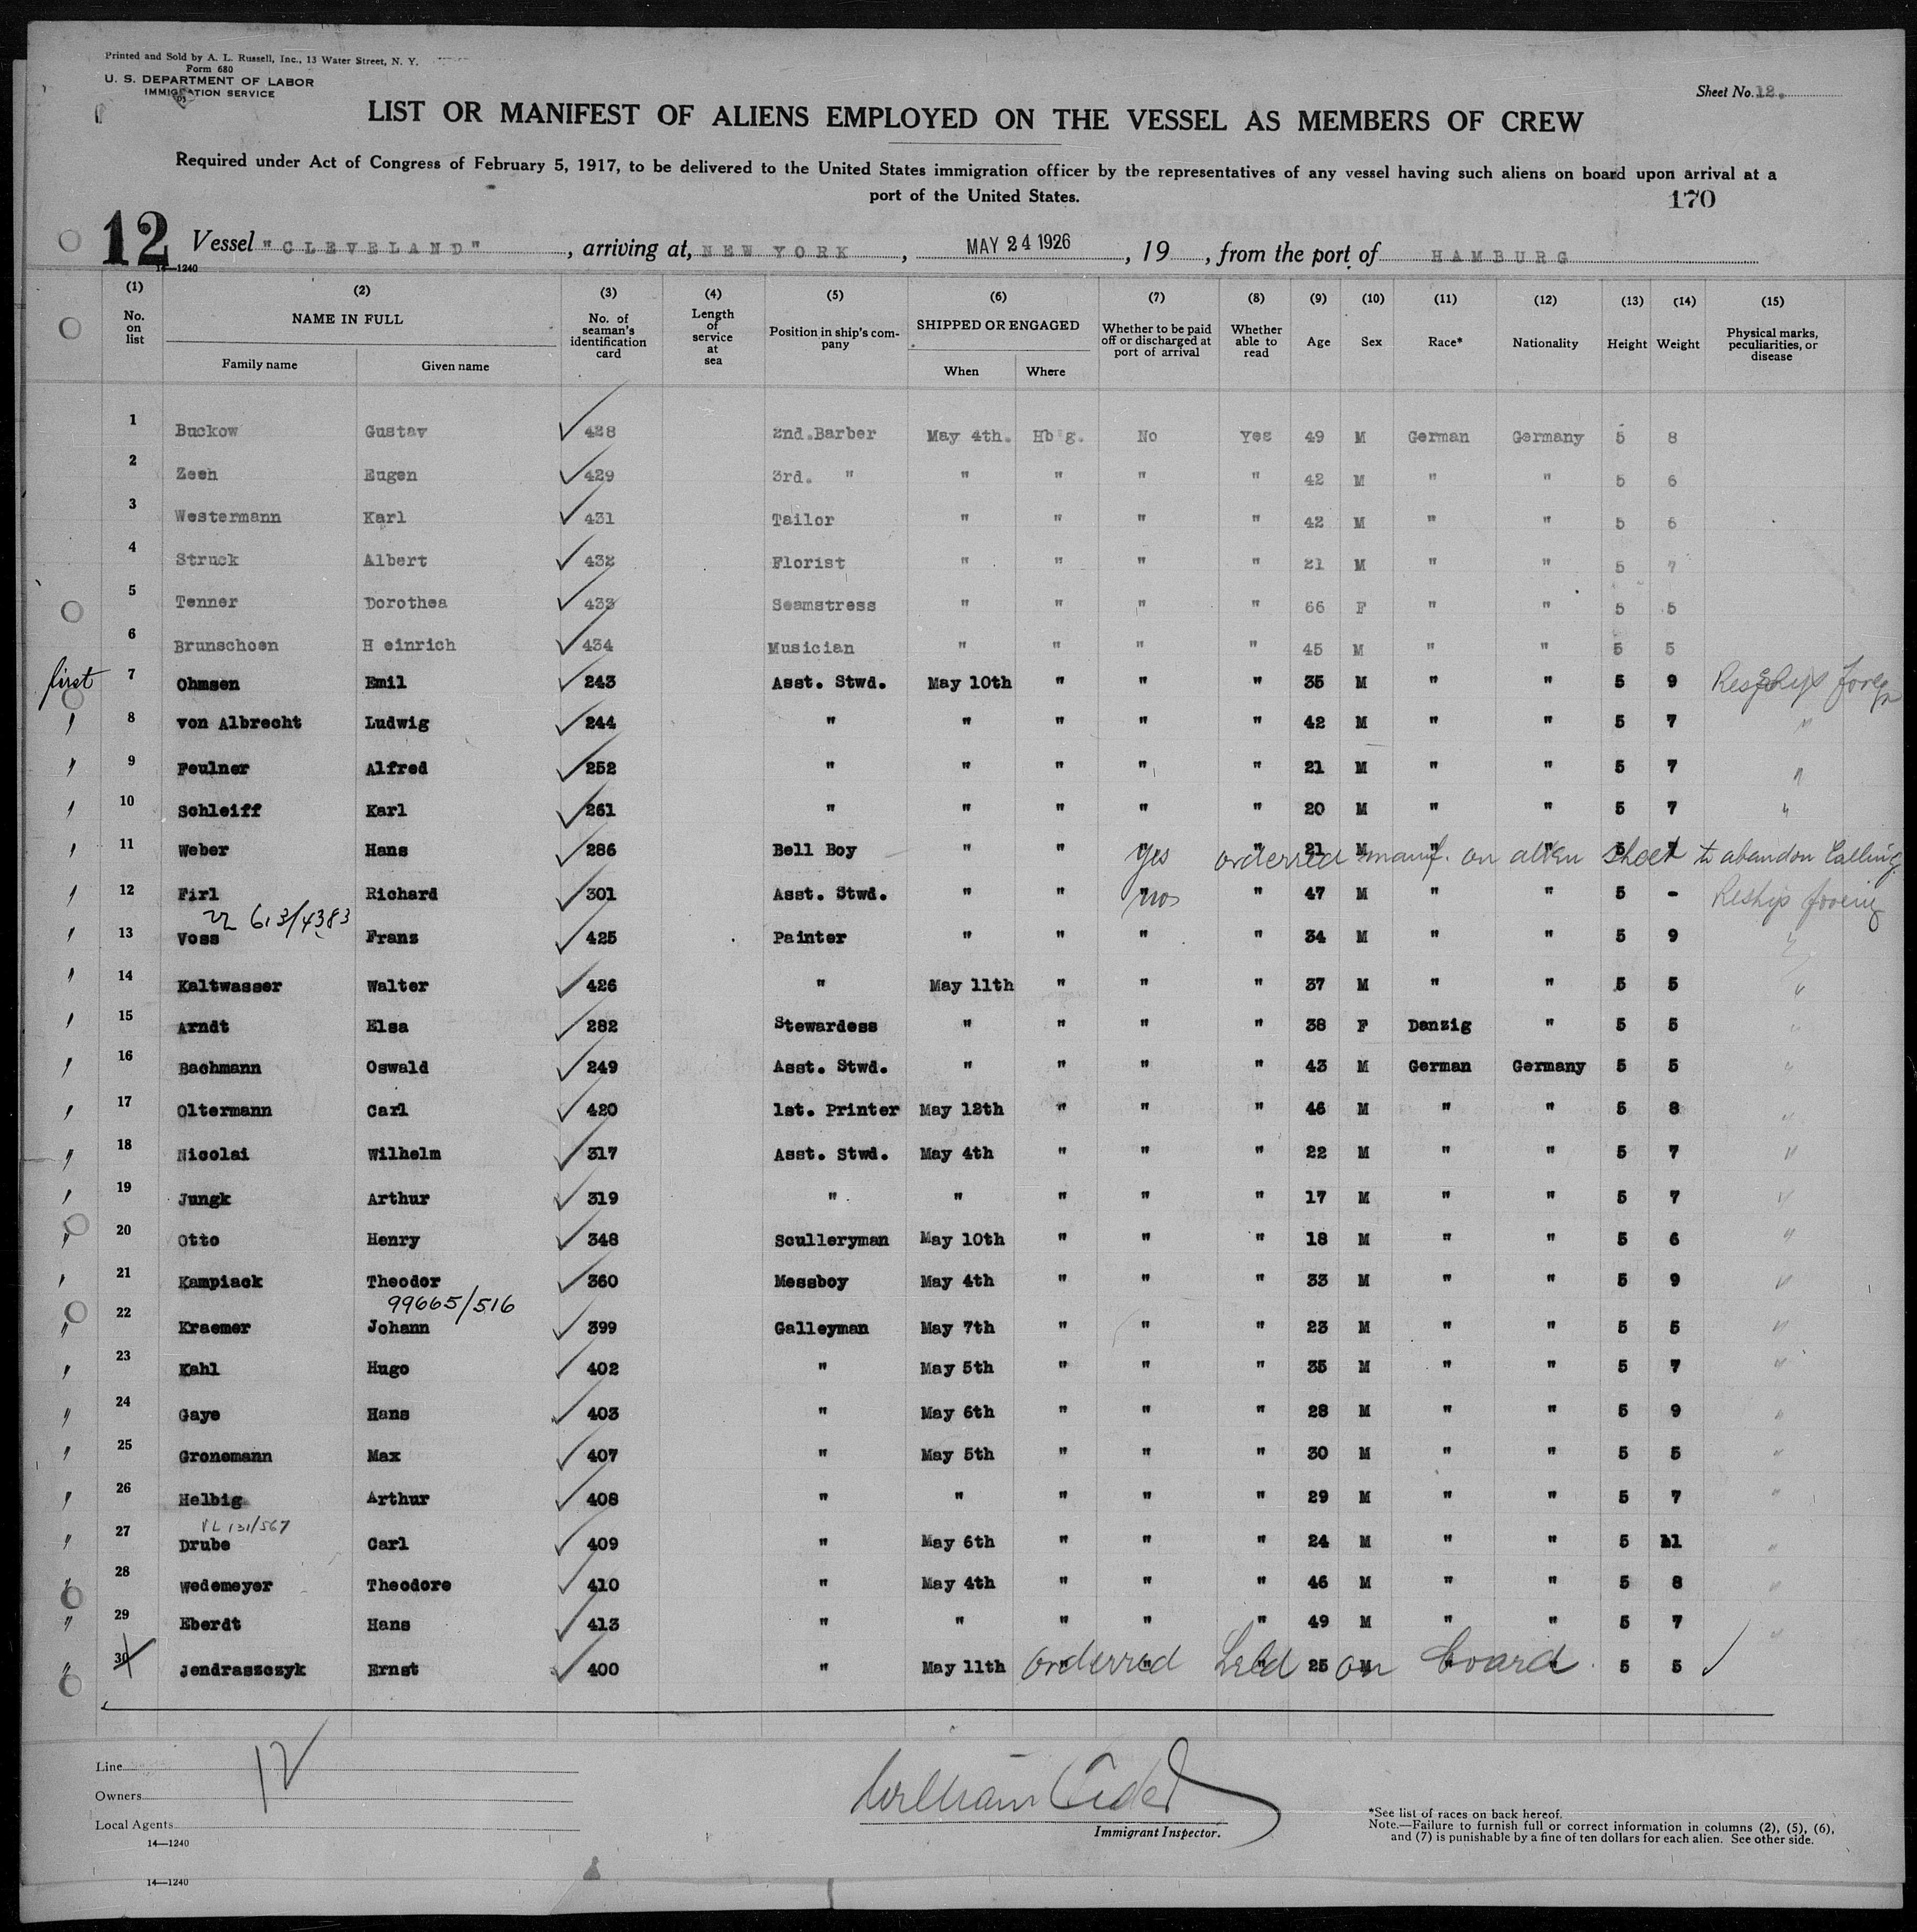 Printed and Sold by A. L. Russell, Inc., 13 Water Street, N. Y.
Form 680
U. S. DEPARTMENT OF LABOR
IMMIGRATION SERVICE
Sheet No. 12.
LIST OR MANIFEST OF ALIENS EMPLOYED ON THE VESSEL AS MEMBERS OF CREW
Required under Act of Congress of February 5, 1917, to be delivered to the United States immigration officer by the representatives of any vessel having such aliens on board upon arrival at a
port of the United States.
170
12 Vessel "CLEVELAND", arriving at, NEW YORK, MAY 24 1926, 19 , from the port of HAMBURG
14—1240
(1) (2) (3) (4) (5) (6) (7) (8) (9) (10) (11) (12) (13) (14) (15)
No. on list NAME IN FULL Family name Given name No. of seaman's identification card Length of service at sea Position in ship's company SHIPPED OR ENGAGED When Where Whether to be paid off or discharged at port of arrival Whether able to read Age Sex Race* Nationality Height Weight Physical marks, peculiarities, or disease
1 Buckow Gustav 428 2nd.Barber May 4th. Hb'g. No Yes 49 M German Germany 5 8
2 Zeeh Eugen 429 3rd. " " " " " 42 M " " 5 6
3 Westermann Karl 431 Tailor " " " " 42 M " " 5 6
4 Struck Albert 432 Florist " " " " 21 M " " 5 7
5 Tenner Dorothea 433 Seamstress " " " " 66 F " " 5 5
6 Brunschoen H einrich 434 Musician " " " " 45 M " " 5 5
first 7 Ohmsen Emil 243 Asst. Stwd. May 10th " " " 35 M " " 5 9
" 8 von Albrecht Ludwig 244 " " " " " 42 M " " 5 7 "
" 9 Feulner Alfred 252 " " " " " 21 M " " 5 7 "
" 10 Schleiff Karl 261 " " " " " 20 M " " 5 7 "
" 11 Weber Hans 286 Bell Boy " " " yes " 21 M " 5 orderred manif. on alien sheet to abandon Calling
" 12 Firl Richard 301 Asst. Stwd. " " " no " 47 M " " 5 - Reship
613/4383
" 13 Voss Franz 425 Painter " " " " 34 M " " 5 9 "
" 14 Kaltwasser Walter 426 " May 11th " " " 37 M " " 5 5 "
" 15 Arndt Elsa 282 Stewardess " " " " 38 F Danzig " 5 5 "
" 16 Bachmann Oswald 249 Asst. Stwd. " " " " 43 M German Germany 5 5 "
" 17 Oltermann Carl 420 1st. Printer May 12th " " " 46 M " " 5 8 "
" 18 Nicolai Wilhelm 317 Asst. Stwd. May 4th " " " 22 M " " 5 7 "
" 19 Jungk Arthur 319 " " " " " 17 M " " 5 7 "
" 20 Otto Henry 348 Sculleryman May 10th " " " 18 M " " 5 6 "
" 21 Kampiack Theodor 360 Messboy May 4th " " " 33 M " " 5 9 "
99665/516
" 22 Kraemer Johann 399 Galleyman May 7th " " " 23 M " " 5 5 "
" 23 Kahl Hugo 402 " May 5th " " " 35 M " " 5 7 "
" 24 Gaye Hans 403 " May 6th " " " 28 M " " 5 9 "
" 25 Gronemann Max 407 " May 5th " " " 30 M " " 5 5 "
" 26 Helbig Arthur 408 " " " " " 29 M " " 5 7 "
VL 131/567
" 27 Drube Carl 409 " May 6th " " " 24 M " " 5 11 "
" 28 Wedemeyer Theodore 410 " May 4th " " " 46 M " " 5 8 "
" 29 Eberdt Hans 413 " " " " " 49 M " " 5 7 "
" 30 Jendraszczyk Ernst 400 " May 11th " " " 25 M " " 5 5 orderred held on board
Line
12
Owners
Local Agents
14—1240
Immigrant Inspector.
*See list of races on back hereof.
Note.—Failure to furnish full or correct information in columns (2), (5), (6),
and (7) is punishable by a fine of ten dollars for each alien. See other side.
14—1240